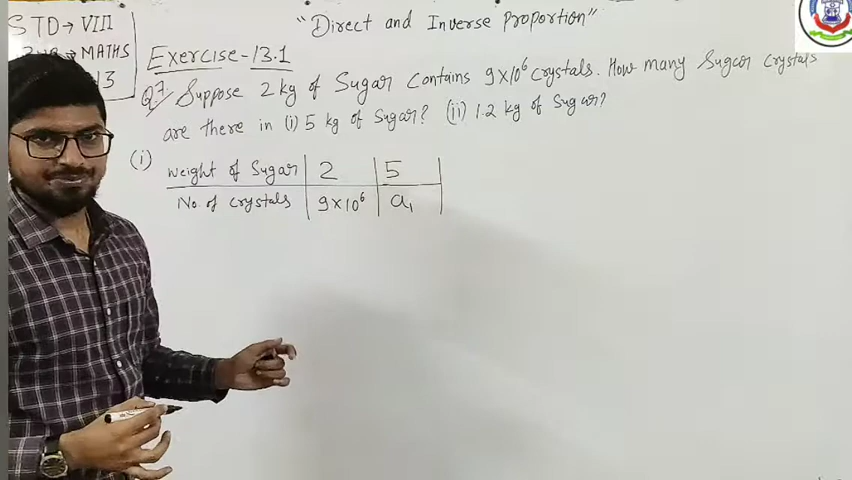 "Direct and Inverse Proportion"
STD → VIII
MATHS
13
Exercise-13.1
Q.7 Suppose 2 kg of Sugar Contains 9×10⁶ crystals. How many Sugar crystals
are there in (i) 5 kg of Sugar? (ii) 1.2 kg of Sugar?
(i) weight of Sugar 2 5
No. of crystals 9×10⁶ a₁